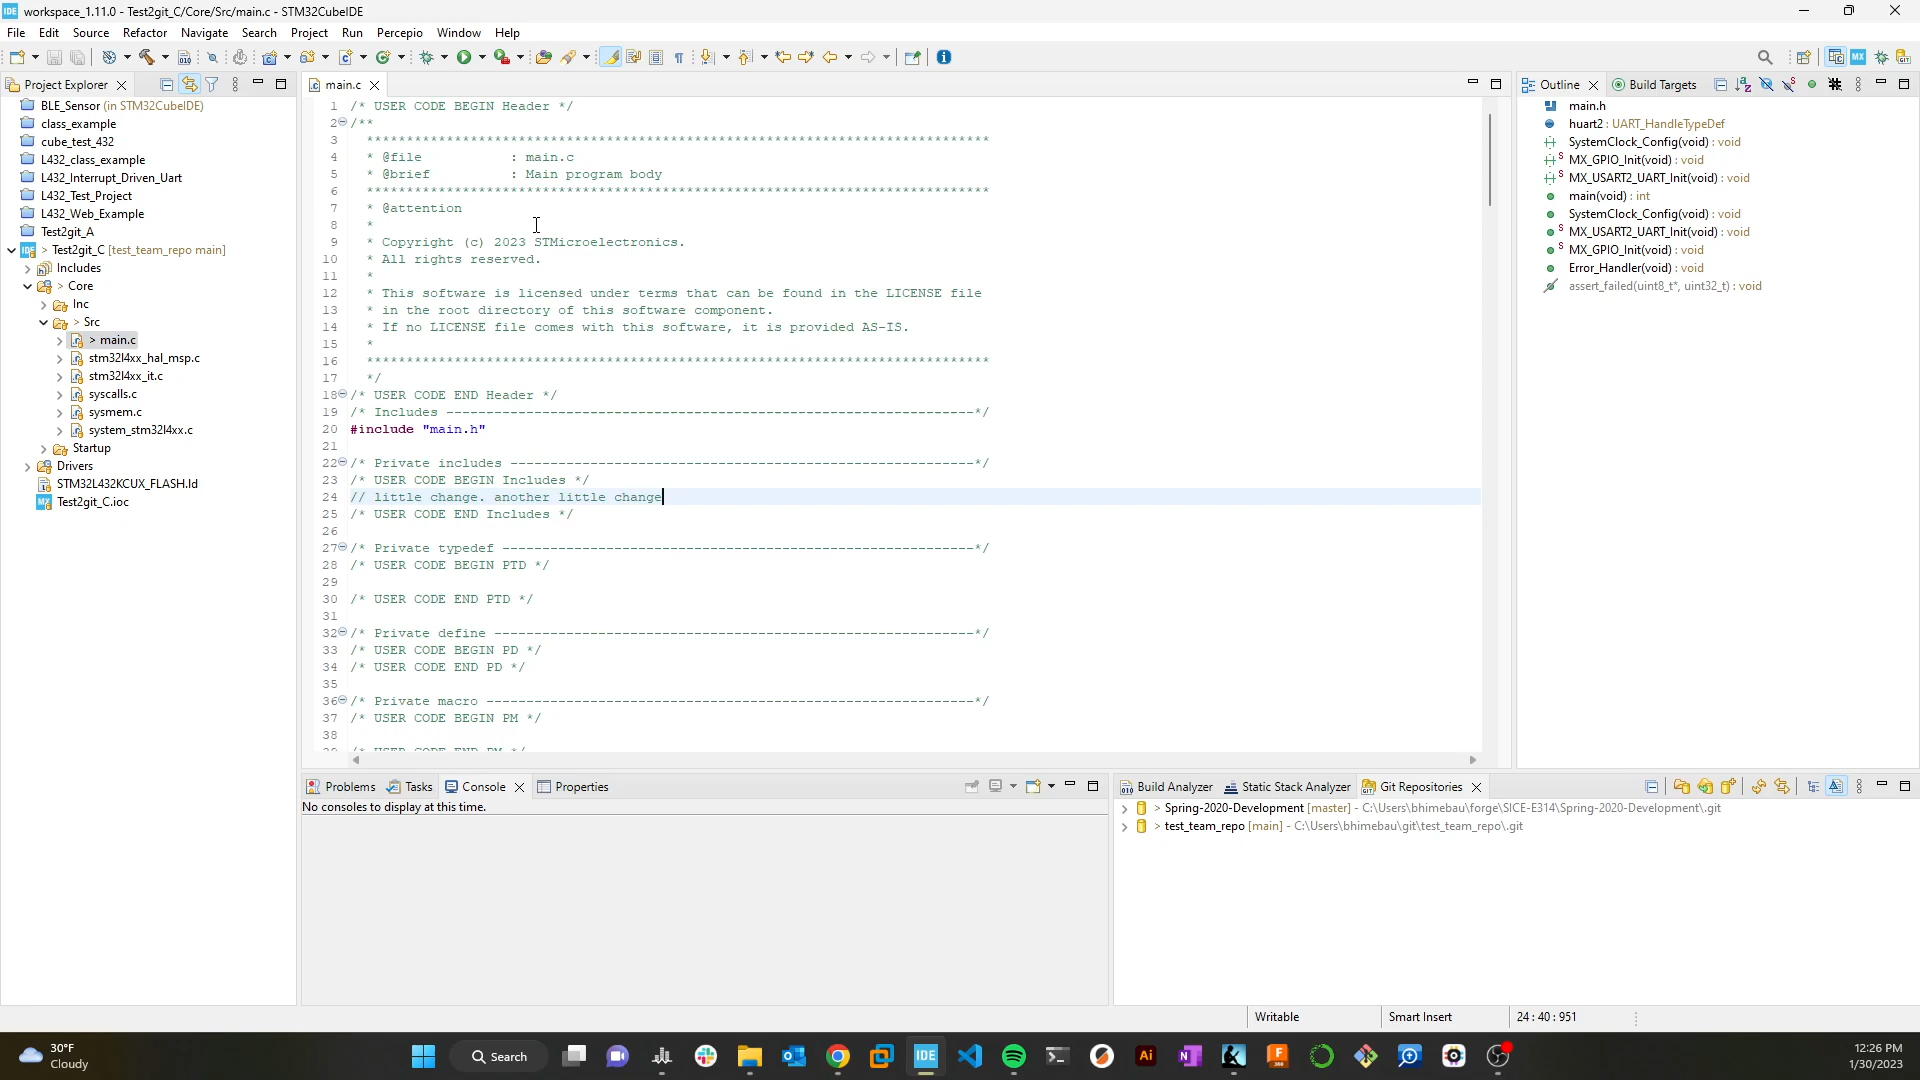 workspace_1.11.0 - Test2git_C/Core/Src/main.c - STM32CubeIDE
File Edit Source Refactor Navigate Search Project Run Percepio Window Help
Project Explorer
BLE_Sensor (in STM32CubeIDE)
class_example
cube_test_432
L432_class_example
L432_Interrupt_Driven_Uart
L432_Test_Project
L432_Web_Example
Test2git_A
> Test2git_C [test_team_repo main]
Includes
> Core
Inc
> Src
> main.c
stm32l4xx_hal_msp.c
stm32l4xx_it.c
syscalls.c
sysmem.c
system_stm32l4xx.c
Startup
Drivers
STM32L432KCUX_FLASH.ld
Test2git_C.ioc
main.c
1 /* USER CODE BEGIN Header */
2 /**
3 ******************************************************************************
4 * @file : main.c
5 * @brief : Main program body
6 ******************************************************************************
7 * @attention
8 *
9 * Copyright (c) 2023 STMicroelectronics.
10 * All rights reserved.
11 *
12 * This software is licensed under terms that can be found in the LICENSE file
13 * in the root directory of this software component.
14 * If no LICENSE file comes with this software, it is provided AS-IS.
15 *
16 ******************************************************************************
17 */
18 /* USER CODE END Header */
19 /* Includes ------------------------------------------------------------------*/
20 #include "main.h"
21
22 /* Private includes ----------------------------------------------------------*/
23 /* USER CODE BEGIN Includes */
24 // little change. another little change
25 /* USER CODE END Includes */
26
27 /* Private typedef -----------------------------------------------------------*/
28 /* USER CODE BEGIN PTD */
29
30 /* USER CODE END PTD */
31
32 /* Private define ------------------------------------------------------------*/
33 /* USER CODE BEGIN PD */
34 /* USER CODE END PD */
35
36 /* Private macro -------------------------------------------------------------*/
37 /* USER CODE BEGIN PM */
38
39 /* USER CODE END PM */
Outline Build Targets
main.h
huart2 : UART_HandleTypeDef
SystemClock_Config(void) : void
MX_GPIO_Init(void) : void
MX_USART2_UART_Init(void) : void
main(void) : int
SystemClock_Config(void) : void
MX_USART2_UART_Init(void) : void
MX_GPIO_Init(void) : void
Error_Handler(void) : void
assert_failed(uint8_t*, uint32_t) : void
Problems Tasks Console Properties
No consoles to display at this time.
Build Analyzer Static Stack Analyzer Git Repositories
> Spring-2020-Development [master] - C:\Users\bhimebau\forge\SICE-E314\Spring-2020-Development\.git
> test_team_repo [main] - C:\Users\bhimebau\git\test_team_repo\.git
Writable Smart Insert 24 : 40 : 951
30°F
Cloudy
Search
IDE
Ai
12:26 PM
1/30/2023